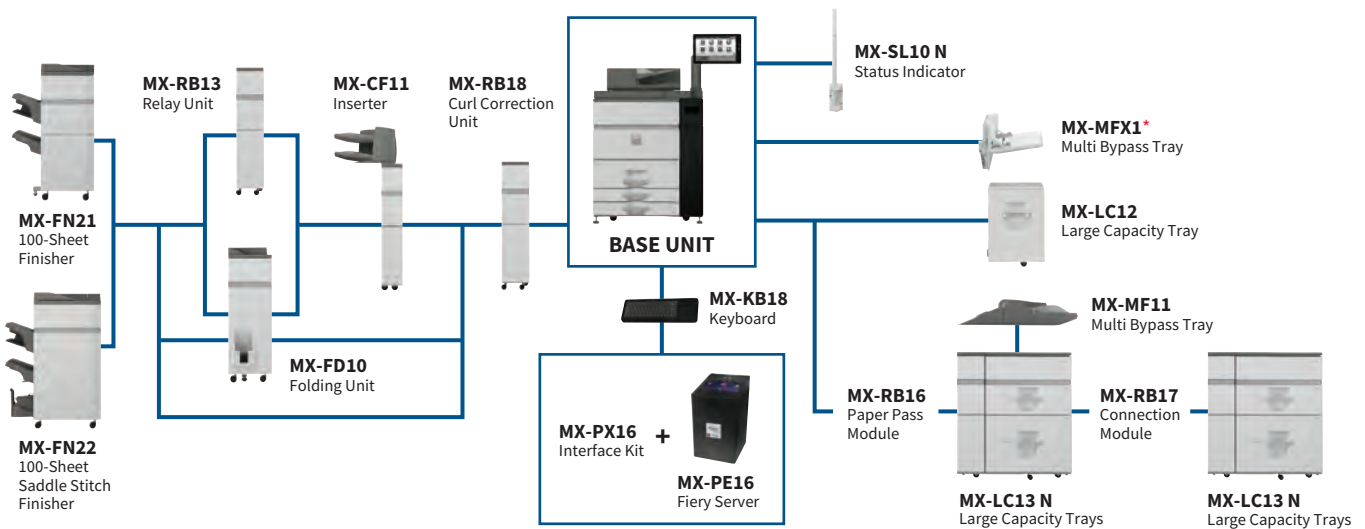 MX-RB13
Relay Unit
MX-CF11
Inserter
MX-RB18
Curl Correction
Unit
MX-SL10 N
Status Indicator
MX-MFX1*
Multi Bypass Tray
MX-FN21
100-Sheet
Finisher
BASE UNIT
MX-LC12
Large Capacity Tray
MX-KB18
Keyboard
MX-MF11
Multi Bypass Tray
MX-FD10
Folding Unit
MX-RB16
Paper Pass
Module
MX-RB17
Connection
Module
MX-FN22
100-Sheet
Saddle Stitch
Finisher
MX-PX16
Interface Kit
+
MX-PE16
Fiery Server
MX-LC13 N
Large Capacity Trays
MX-LC13 N
Large Capacity Trays